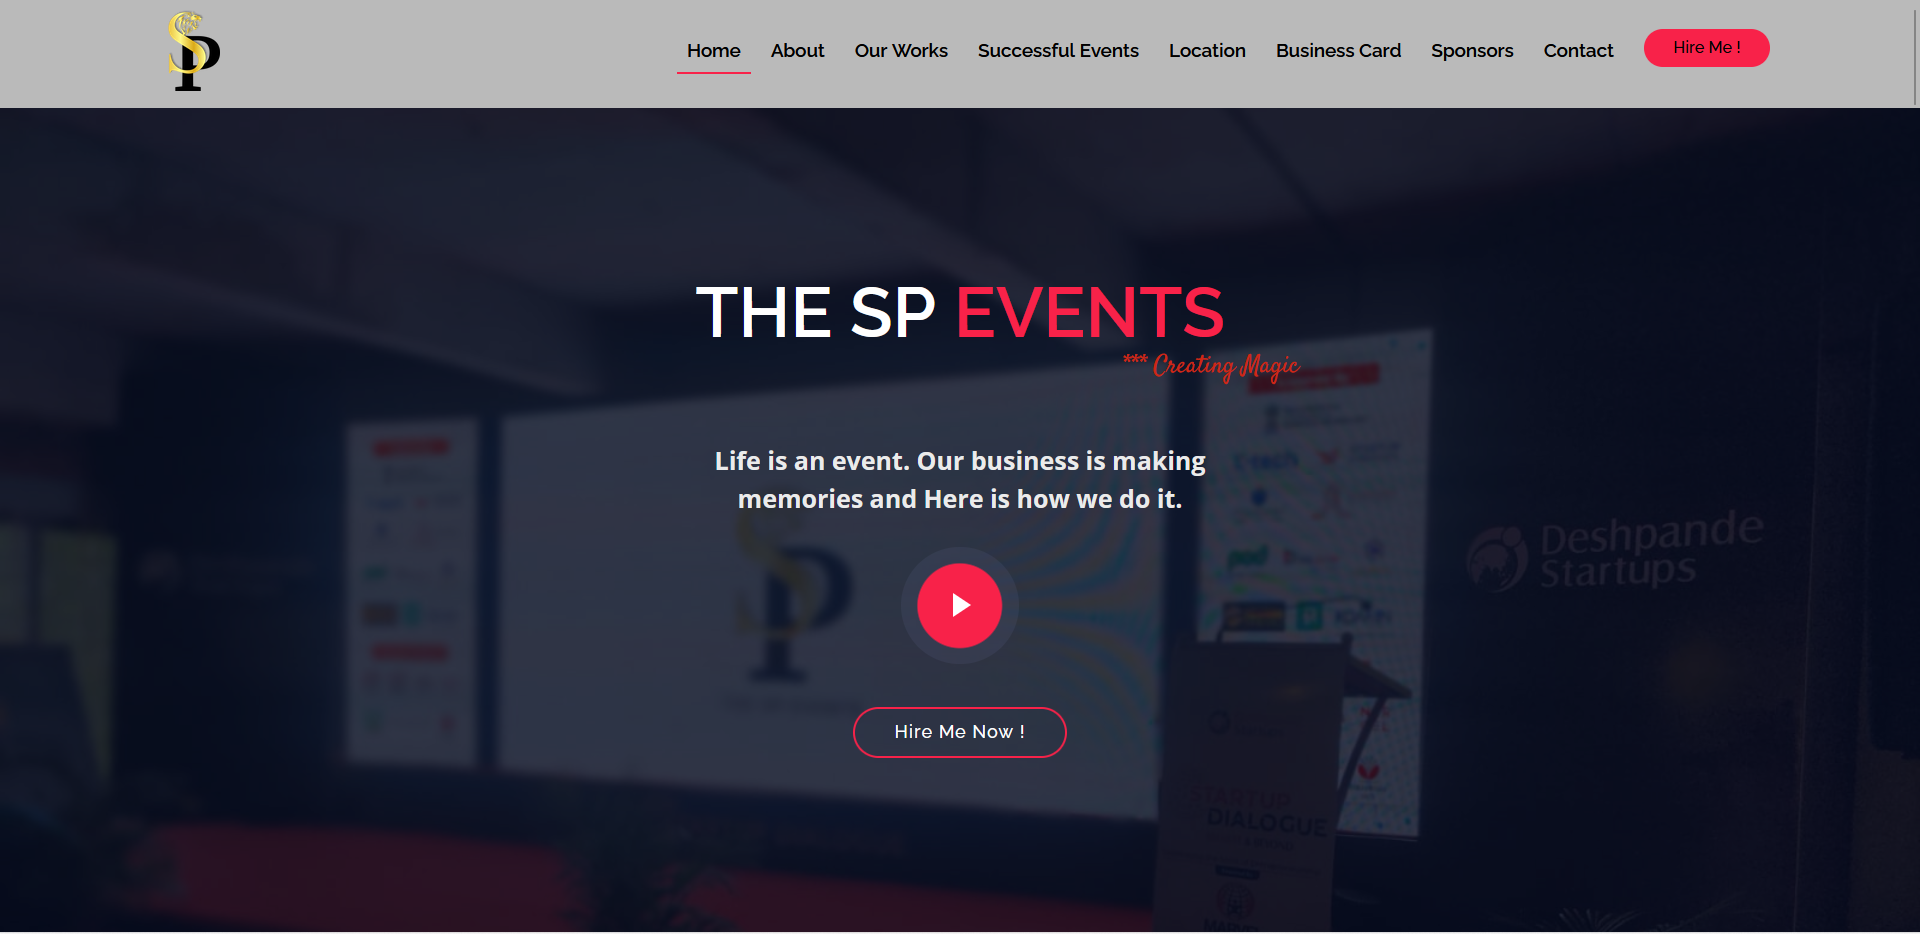 SP
Home About Our Works Successful Events Location Business Card Sponsors Contact Hire Me !
THE SP EVENTS
*** Creating Magic
Life is an event. Our business is making
memories and Here is how we do it.
Deshpande
Startups
SP
Hire Me Now !
STARTUP
DIALOGUE